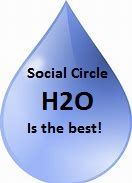 Social Circle
H2O
Is the best!